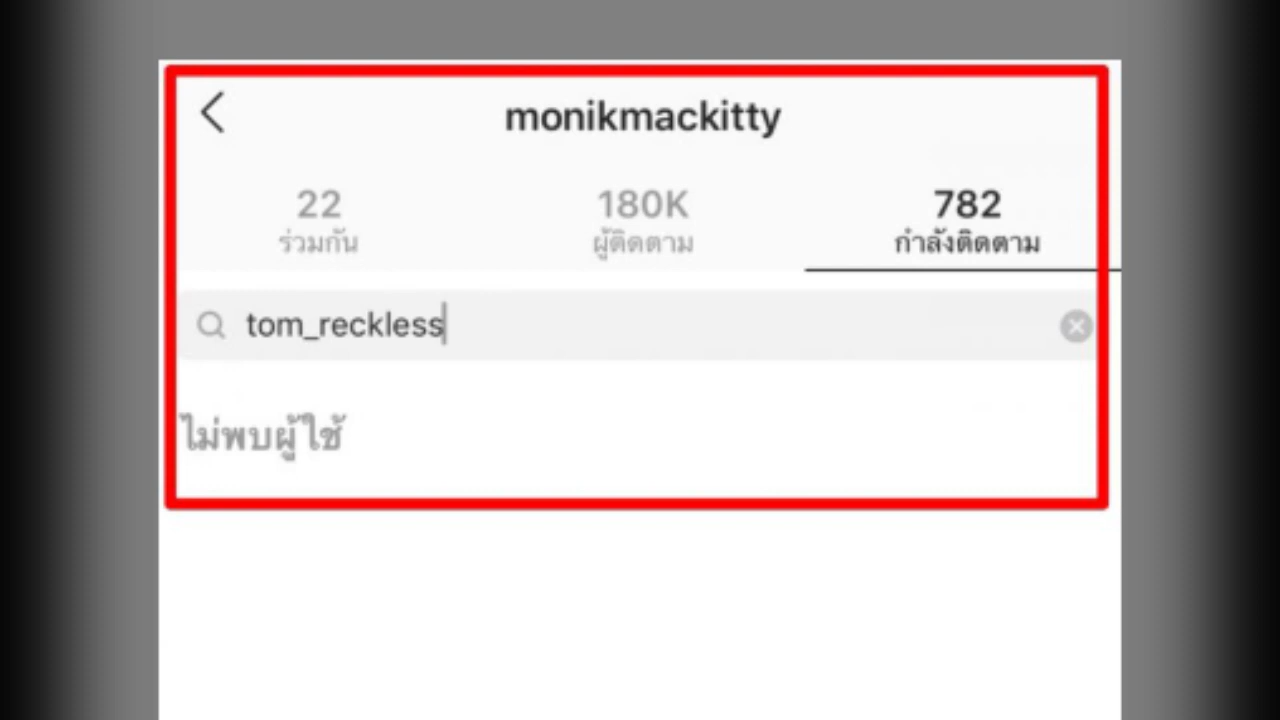 monikmackitty
22 180K 782
ร่วมกัน ผู้ติดตาม กำลังติดตาม
tom_reckless
ไม่พบผู้ใช้